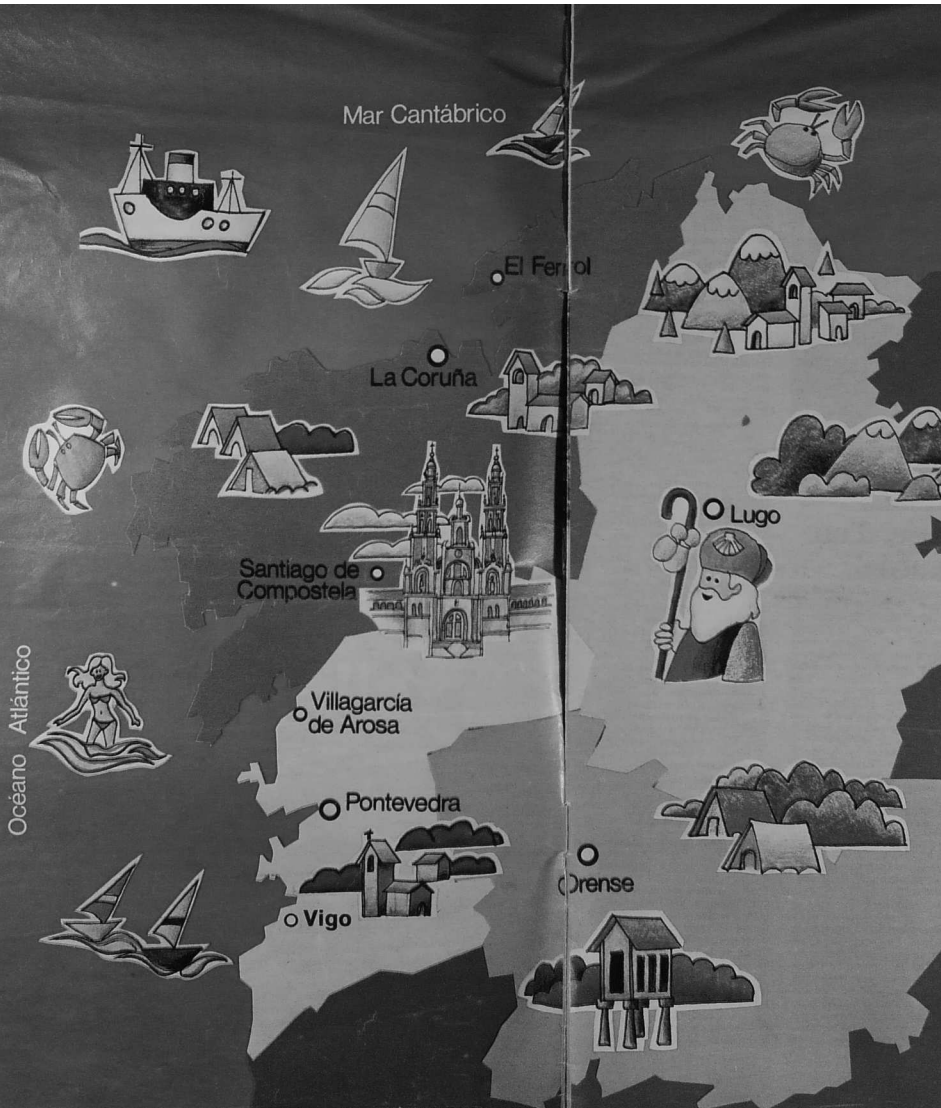 Mar Cantábrico
El Ferrol
La Coruña
Lugo
Santiago de
Compostela
Océano Atlántico
Villagarcía
de Arosa
Pontevedra
Orense
Vigo